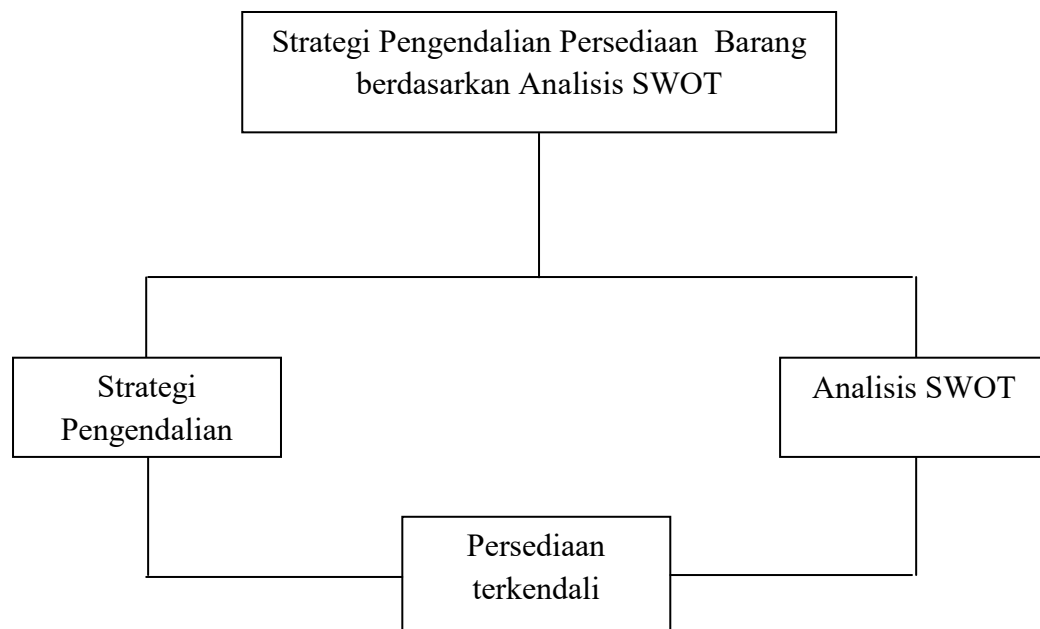 Strategi Pengendalian Persediaan  Barang
berdasarkan Analisis SWOT
Strategi
Pengendalian
Analisis SWOT
Persediaan
terkendali